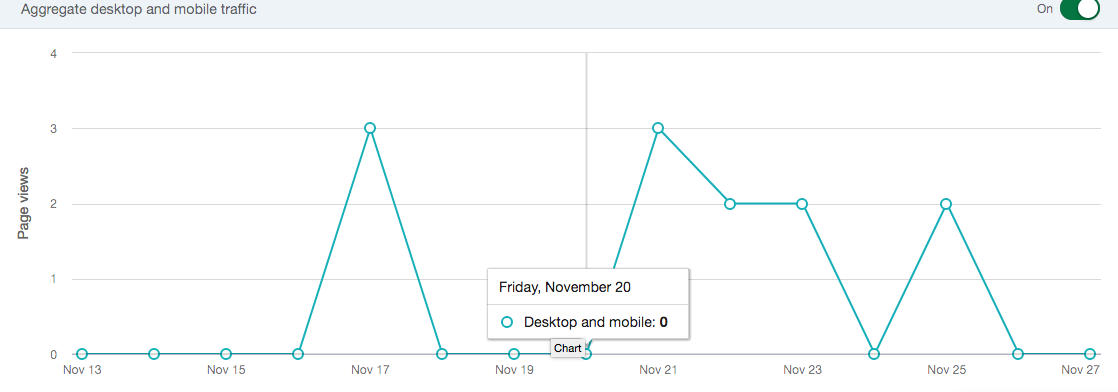 Aggregate desktop and mobile traffic
On
4
3
2
1
0
Page views
Friday, November 20
Desktop and mobile: 0
Chart
Nov 13
Nov 15
Nov 17
Nov 19
Nov 21
Nov 23
Nov 25
Nov 27